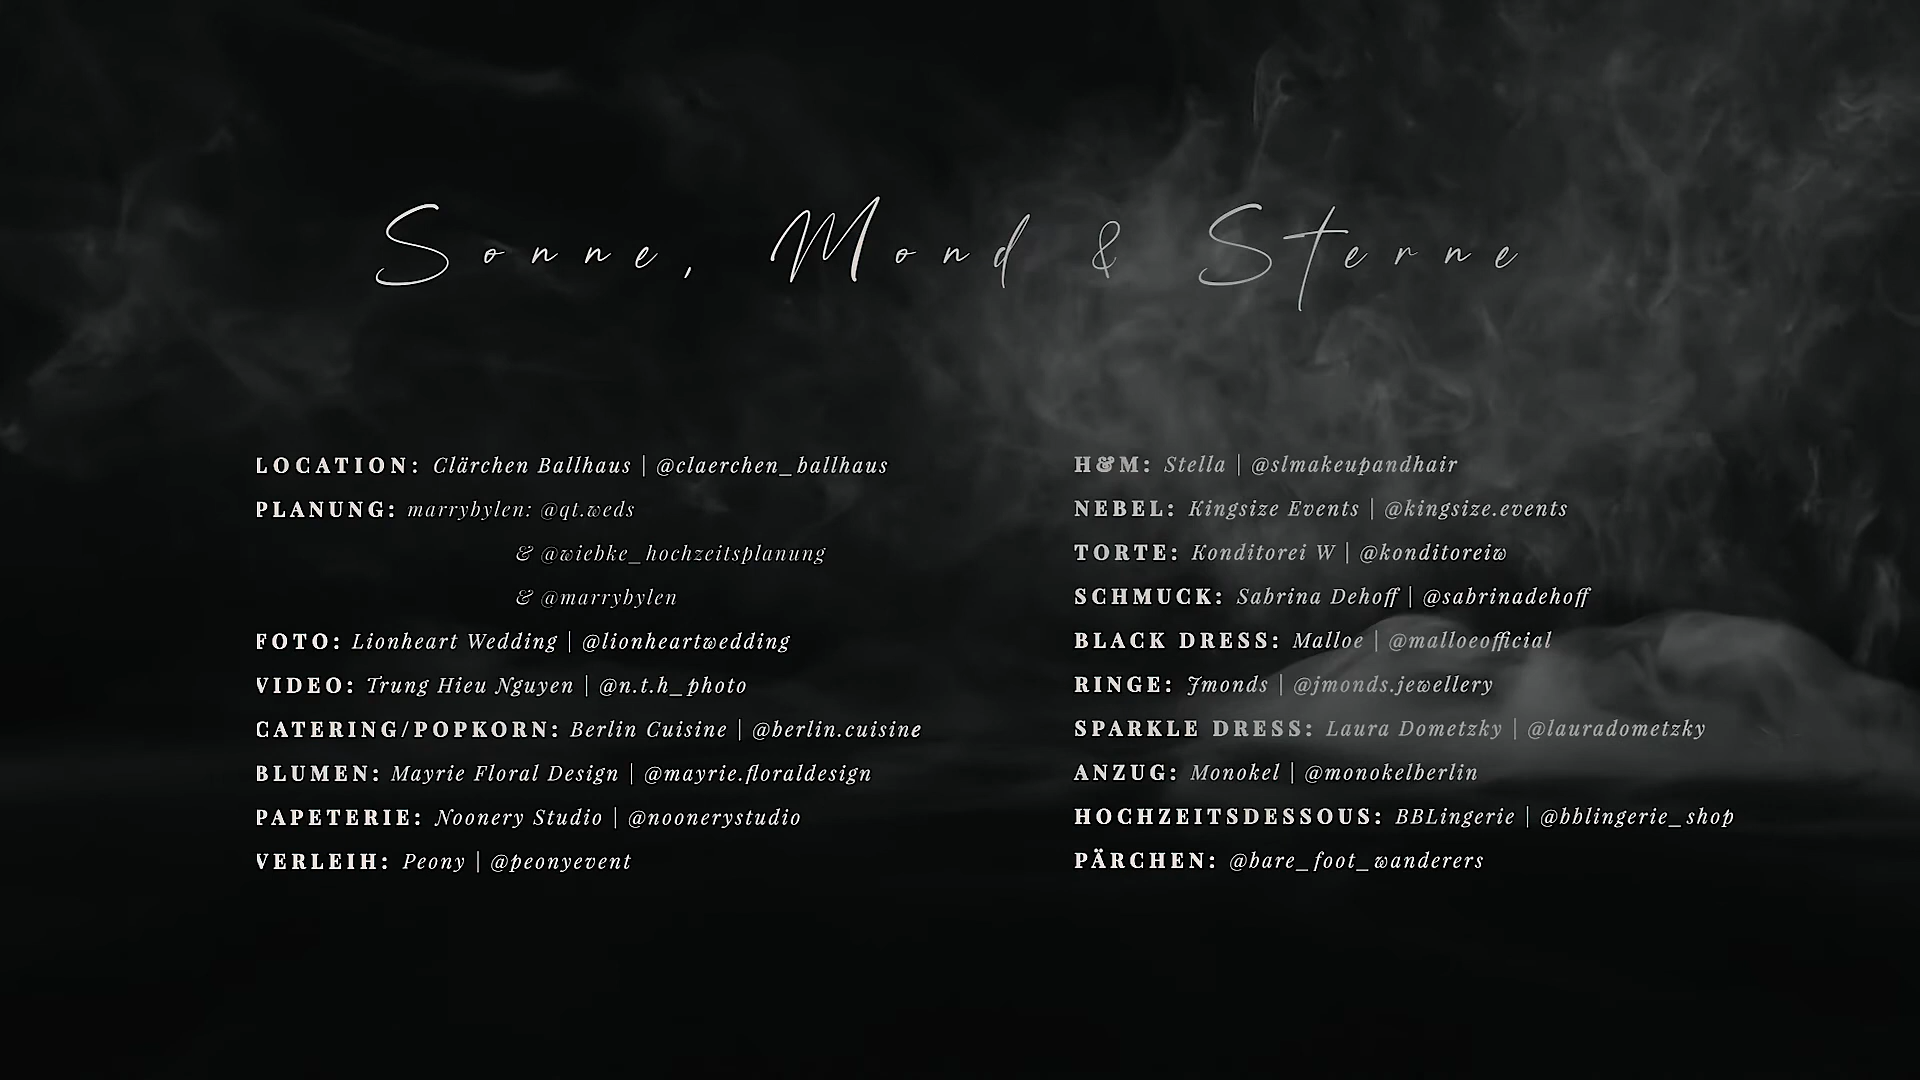 Sonne, Mond & Sterne
LOCATION: Clärchen Ballhaus | @claerchen_ballhaus
PLANUNG: marrybylen: @qt.weds
& @wiebke_hochzeitsplanung
& @marrybylen
FOTO: Lionheart Wedding | @lionheartwedding
VIDEO: Trung Hieu Nguyen | @n.t.h_photo
CATERING/POPKORN: Berlin Cuisine | @berlin.cuisine
BLUMEN: Mayrie Floral Design | @mayrie.floraldesign
PAPETERIE: Noonery Studio | @noonerystudio
VERLEIH: Peony | @peonyevent
H&M: Stella | @slmakeupandhair
NEBEL: Kingsize Events | @kingsize.events
TORTE: Konditorei W | @konditoreiw
SCHMUCK: Sabrina Dehoff | @sabrinadehoff
BLACK DRESS: Malloe | @malloeofficial
RINGE: Jmonds | @jmonds.jewellery
SPARKLE DRESS: Laura Dometzky | @lauradometzky
ANZUG: Monokel | @monokelberlin
HOCHZEITSDESSOUS: BBLingerie | @bblingerie_shop
PÄRCHEN: @bare_foot_wanderers